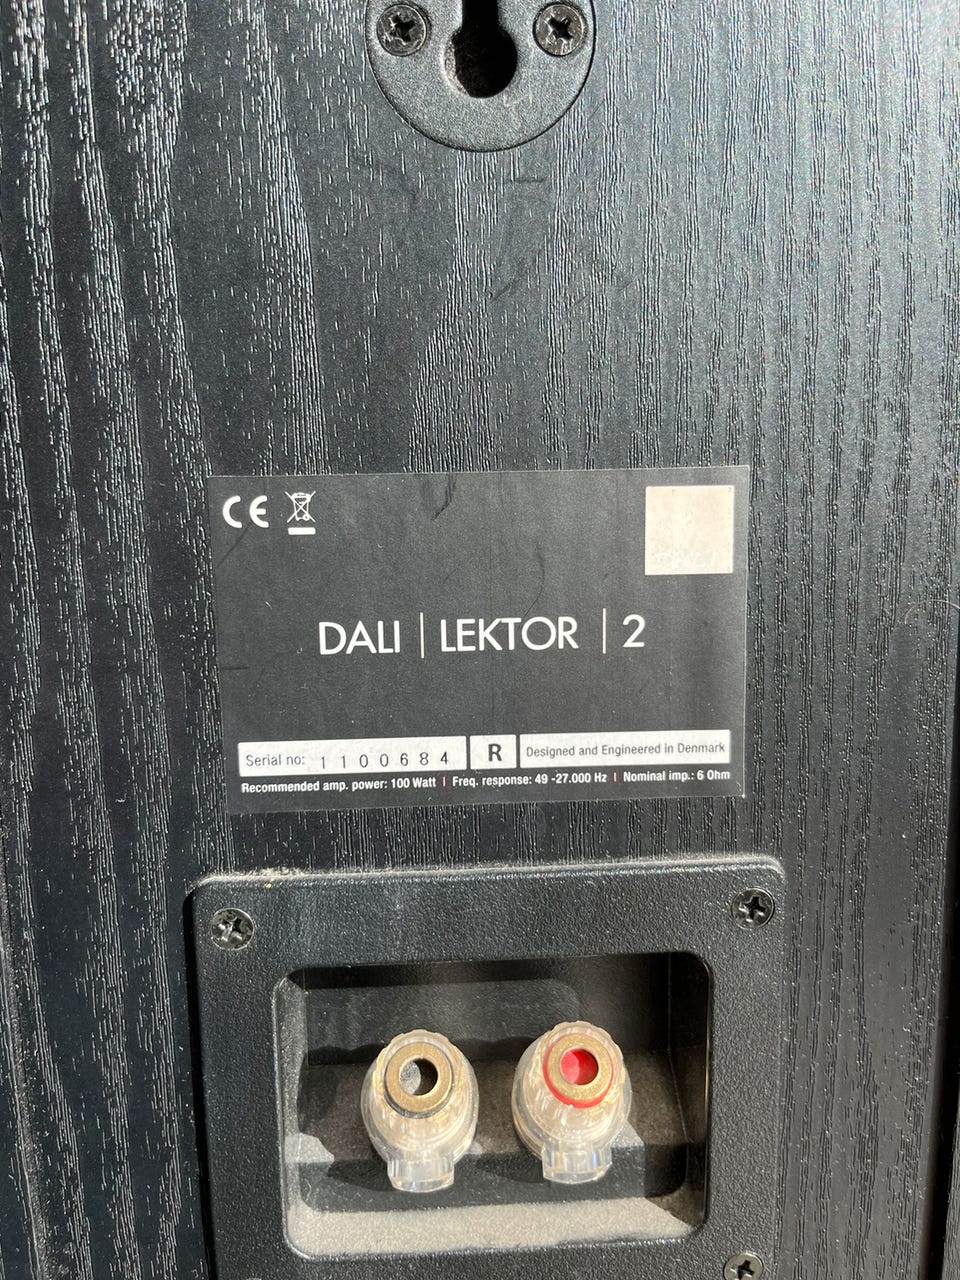 CE
DALI | LEKTOR | 2
Serial no: 1100684 R Designed and Engineered in Denmark
Recommended amp. power: 100 Watt | Freq. response: 49 -27.000 Hz | Nominal imp.: 6 Ohm